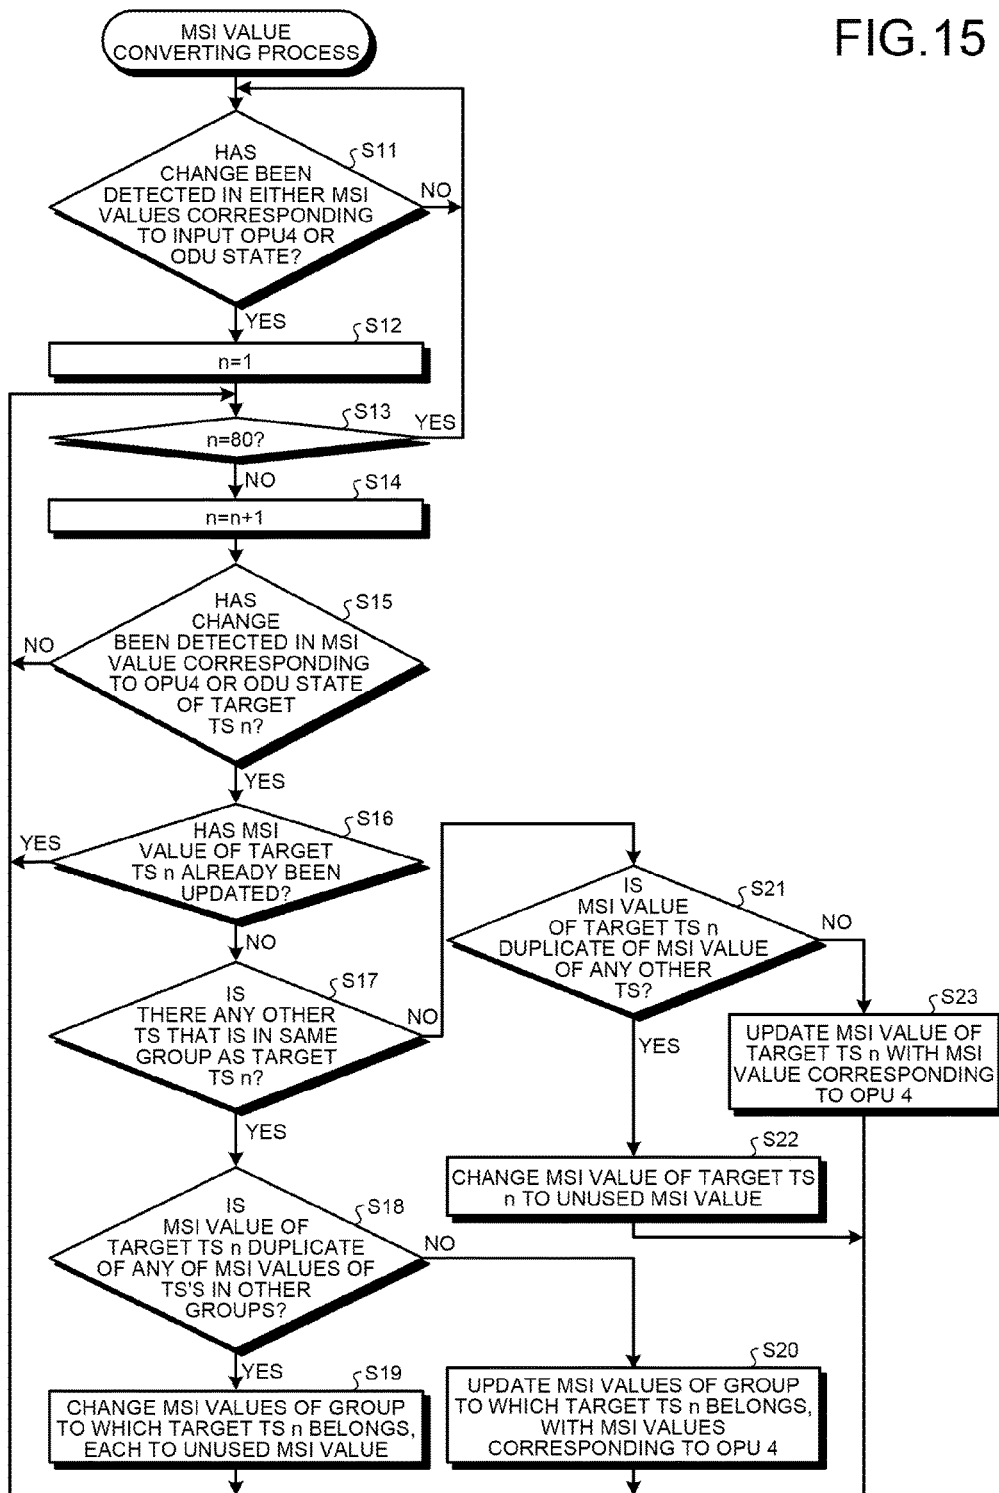 FIG.15
MSI VALUE
CONVERTING PROCESS
S11
HAS
CHANGE BEEN
DETECTED IN EITHER MSI
VALUES CORRESPONDING
TO INPUT OPU4 OR
ODU STATE?
NO
YES
S12
n=1
S13
n=80?
YES
NO
S14
n=n+1
S15
HAS
CHANGE
BEEN DETECTED IN MSI
VALUE CORRESPONDING
TO OPU4 OR ODU STATE
OF TARGET
TS n?
NO
YES
S16
HAS MSI
VALUE OF TARGET
TS n ALREADY BEEN
UPDATED?
YES
NO
S17
IS
THERE ANY OTHER
TS THAT IS IN SAME
GROUP AS TARGET
TS n?
NO
YES
S21
IS
MSI VALUE
OF TARGET TS n
DUPLICATE OF MSI VALUE
OF ANY OTHER
TS?
NO
YES
S23
UPDATE MSI VALUE OF
TARGET TS n WITH MSI
VALUE CORRESPONDING
TO OPU 4
S22
CHANGE MSI VALUE OF TARGET TS
n TO UNUSED MSI VALUE
S18
IS
MSI VALUE OF
TARGET TS n DUPLICATE
OF ANY OF MSI VALUES OF
TS'S IN OTHER
GROUPS?
NO
YES
S19
CHANGE MSI VALUES OF GROUP
TO WHICH TARGET TS n BELONGS,
EACH TO UNUSED MSI VALUE
S20
UPDATE MSI VALUES OF GROUP
TO WHICH TARGET TS n BELONGS,
WITH MSI VALUES
CORRESPONDING TO OPU 4